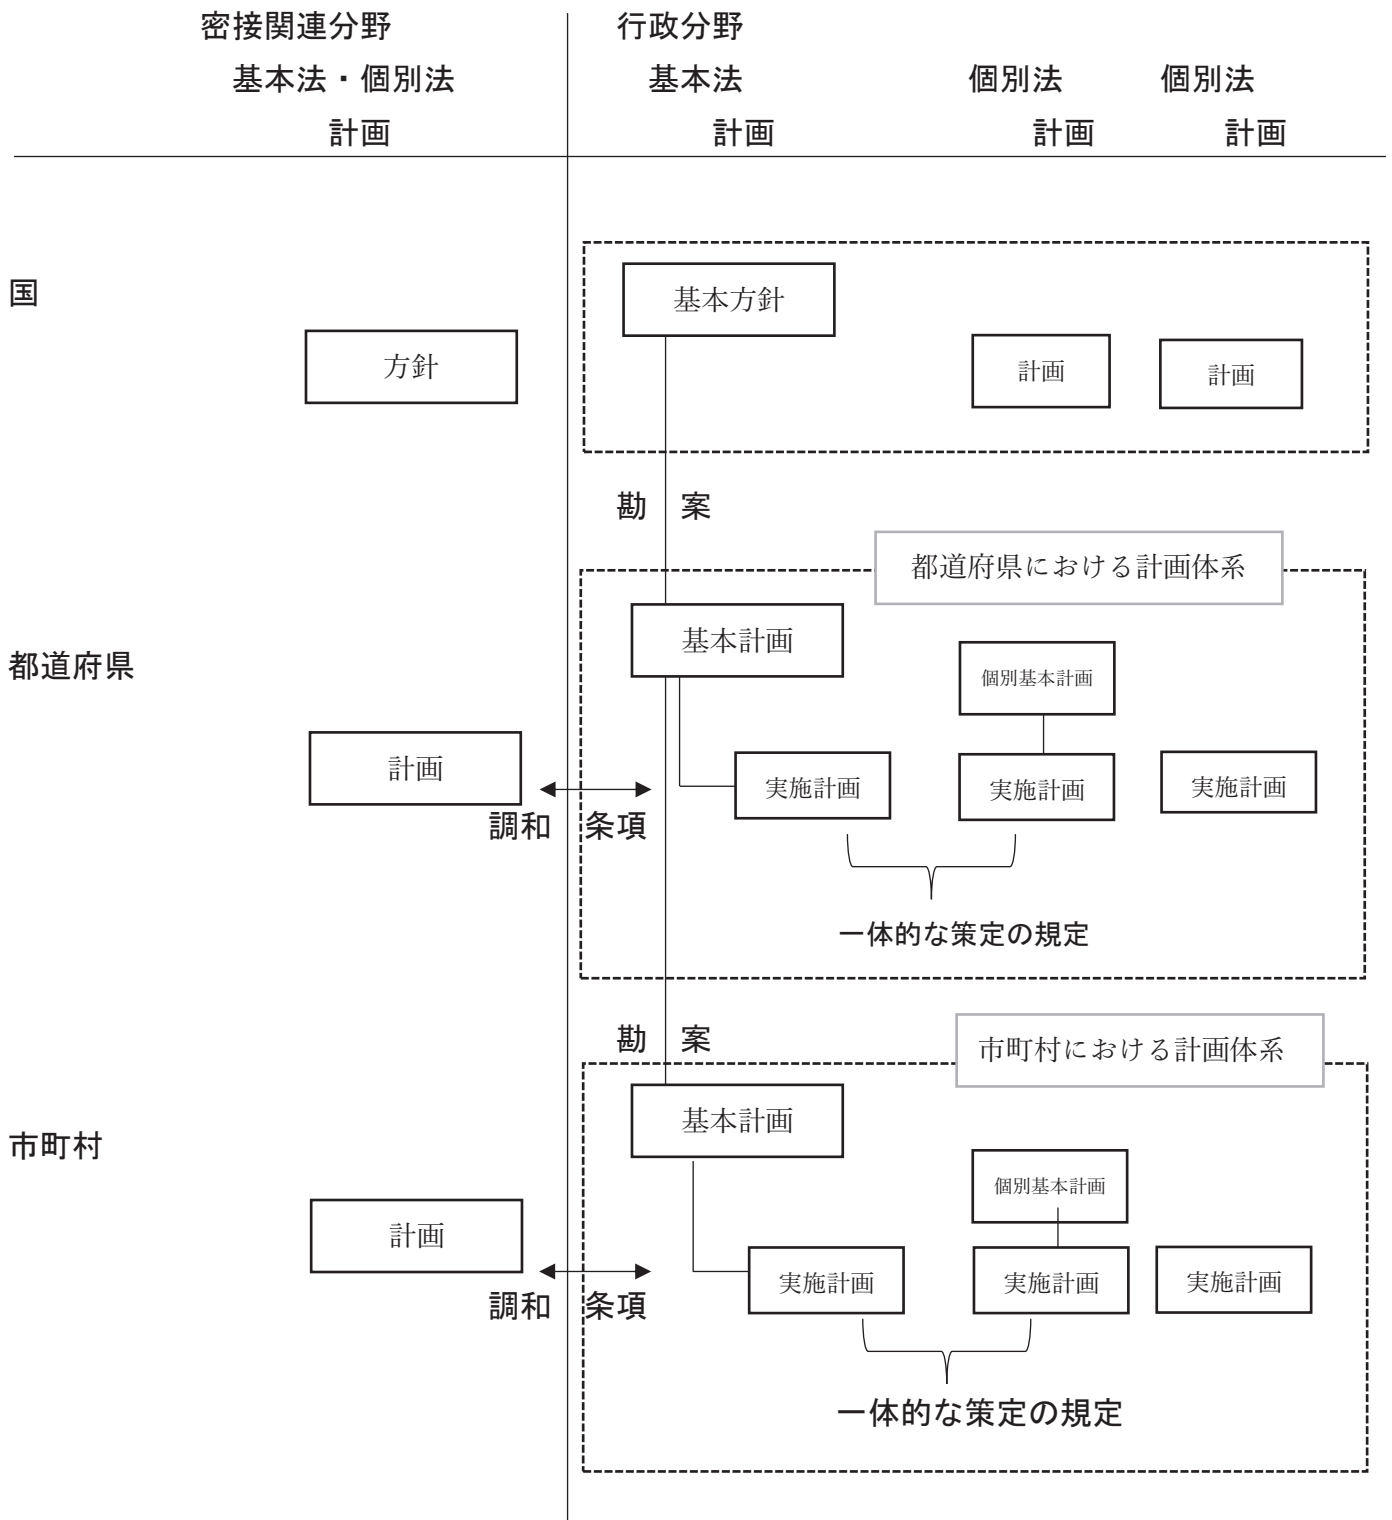 密接関連分野 行政分野
基本法・個別法 基本法 個別法 個別法
計画 計画 計画 計画
国
基本方針
方針
計画 計画
勘 案
都道府県における計画体系
基本計画
都道府県
個別基本計画
計画
実施計画 実施計画 実施計画
調和 条項
一体的な策定の規定
勘 案
市町村における計画体系
基本計画
市町村
個別基本計画
計画
実施計画 実施計画 実施計画
調和 条項
一体的な策定の規定